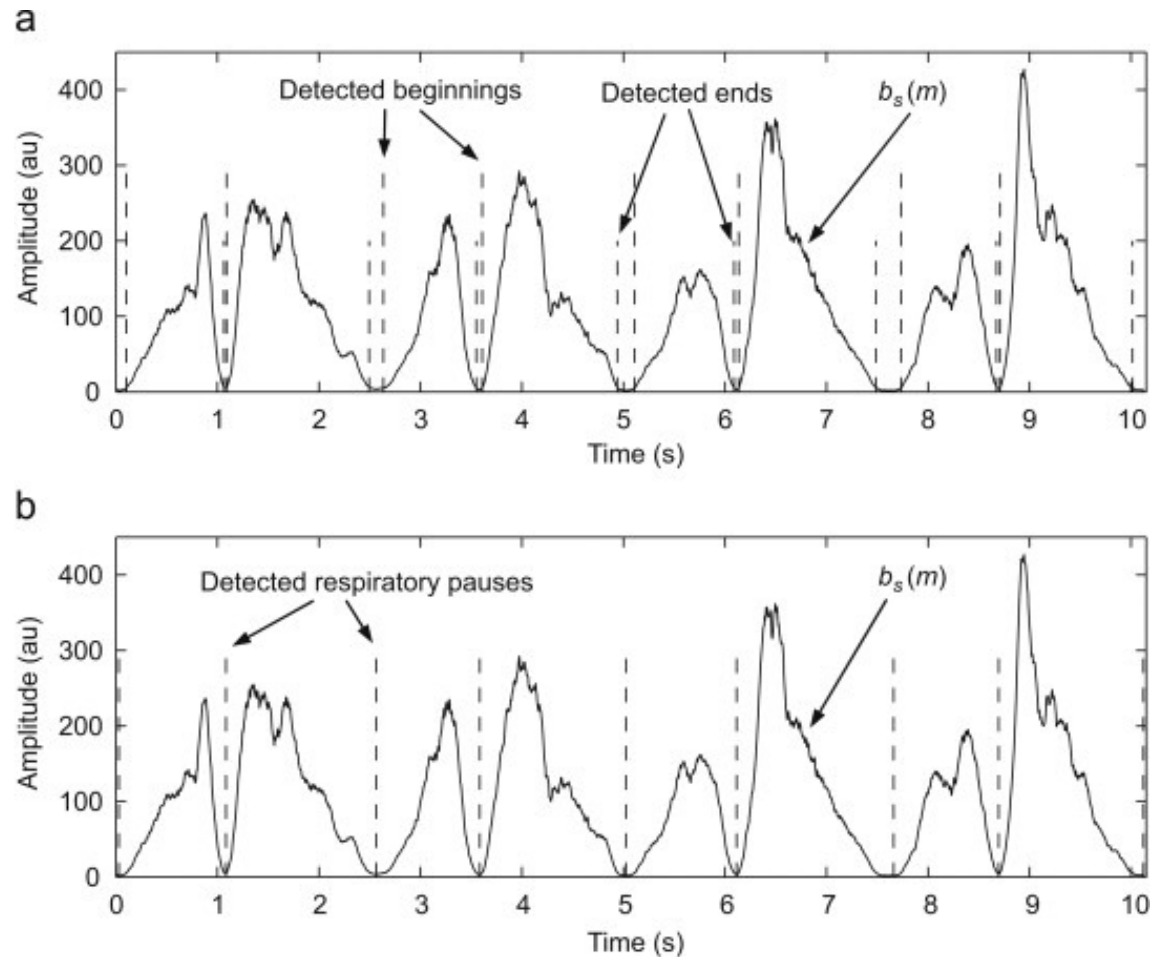 a
400
300
200
100
0
Amplitude (au)
Detected beginnings
Detected ends
b_s(m)
0 1 2 3 4 5 6 7 8 9 10
Time (s)
b
400
300
200
100
0
Amplitude (au)
Detected respiratory pauses
b_s(m)
0 1 2 3 4 5 6 7 8 9 10
Time (s)